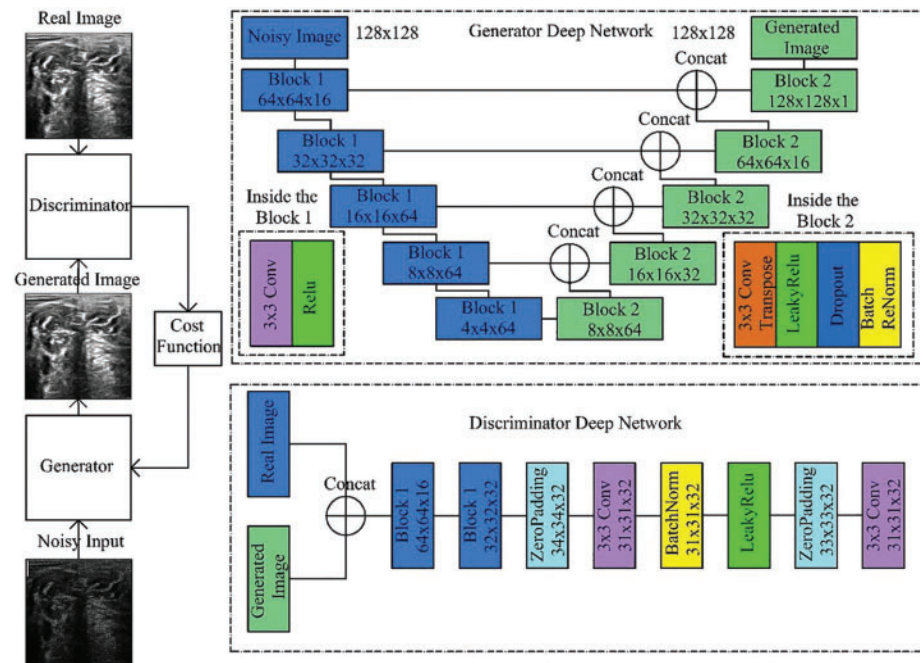 Real Image
Discriminator
Generated Image
Cost
Function
Generator
Noisy Input
Generator Deep Network
Noisy Image
128x128
128x128
Generated
Image
Block 1
64x64x16
Concat
Block 2
128x128x1
Block 1
32x32x32
Concat
Block 2
64x64x16
Block 1
16x16x64
Concat
Block 2
32x32x32
Block 1
8x8x64
Concat
Block 2
16x16x32
Block 1
4x4x64
Block 2
8x8x64
Inside the
Block 1
3x3 Conv
Relu
Inside the
Block 2
3x3 Conv
Transpose
LeakyRelu
Dropout
Batch
ReNorm
Discriminator Deep Network
Real Image
Generated
Image
Concat
Block 1
64x64x16
Block 1
32x32x32
ZeroPadding
34x34x32
3x3 Conv
31x31x32
BatchNorm
31x31x32
LeakyRelu
ZeroPadding
33x33x32
3x3 Conv
31x31x32